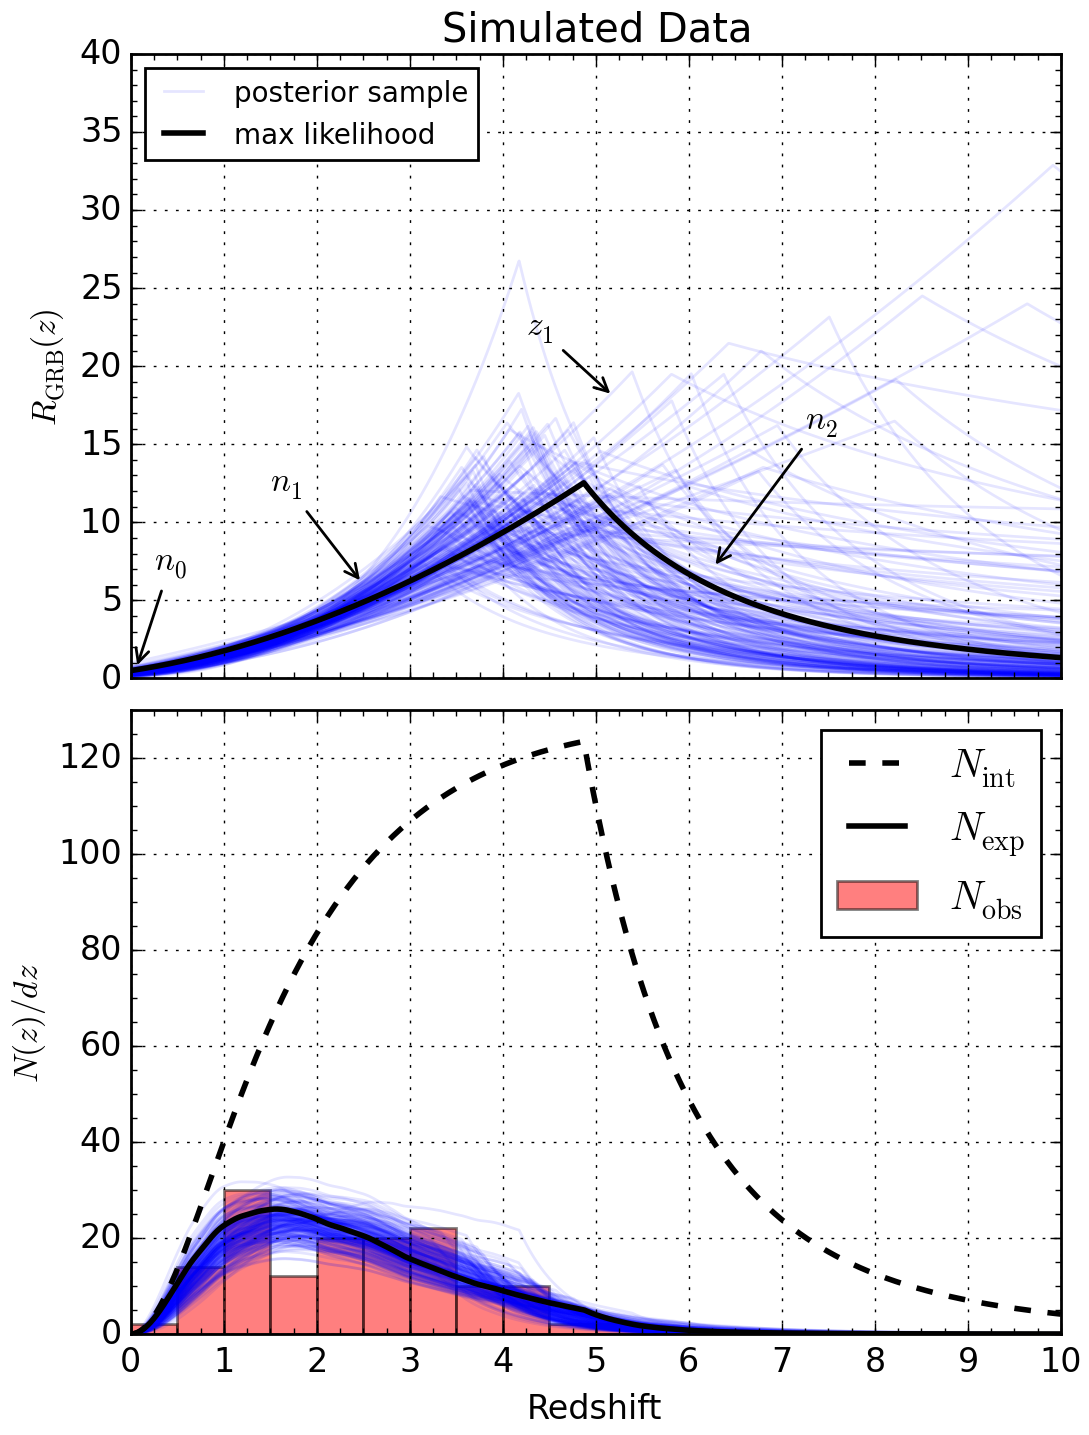 Simulated Data
40
35
30
25
20
15
10
5
0
R_GRB(z)
posterior sample
max likelihood
z_1
n_2
n_1
n_0
120
100
80
60
40
20
0
N(z)/dz
N_int
N_exp
N_obs
0 1 2 3 4 5 6 7 8 9 10
Redshift